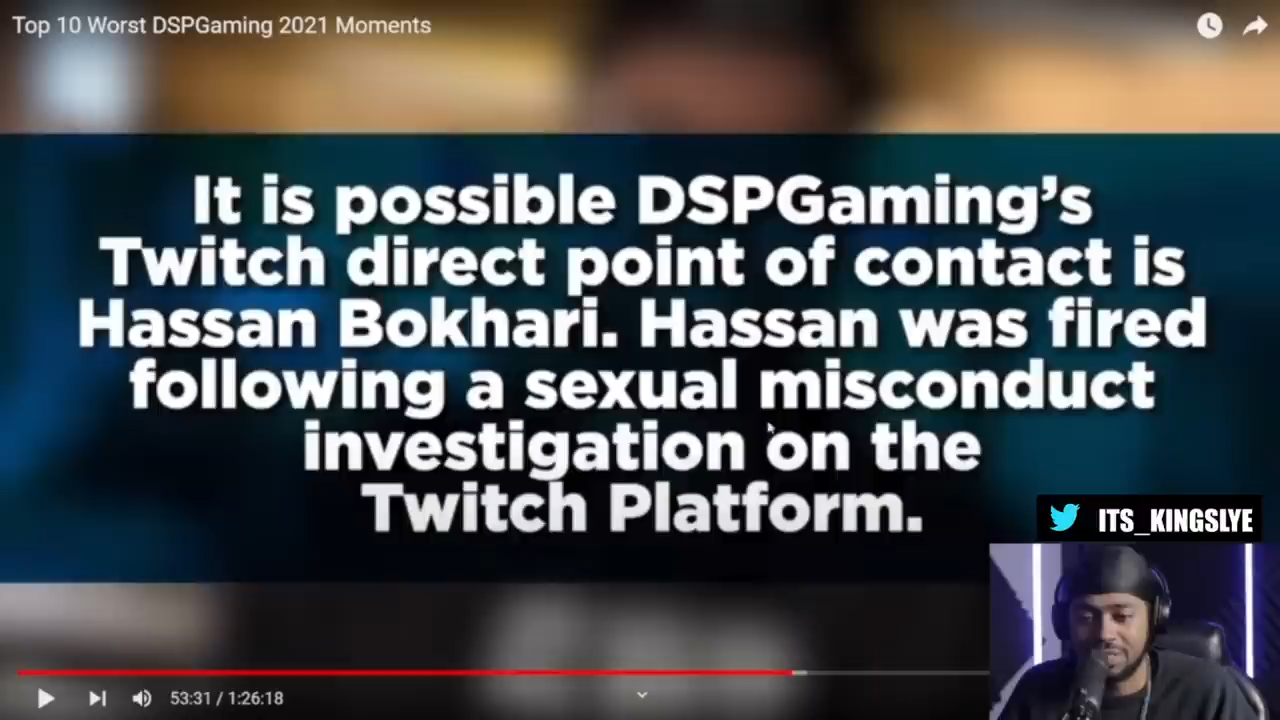 Top 10 Worst DSPGaming 2021 Moments
It is possible DSPGaming's
Twitch direct point of contact is
Hassan Bokhari. Hassan was fired
following a sexual misconduct
investigation on the
Twitch Platform.
ITS_KINGSLYE
53:31 / 1:26:18